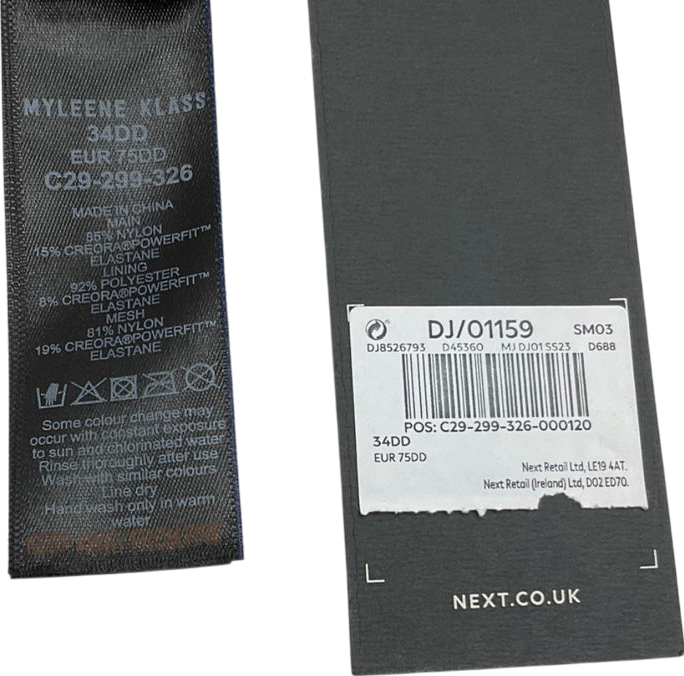 MYLEENE KLASS
34DD
EUR 75DD
C29-299-326
MADE IN CHINA
MAIN
85% NYLON
15% CREORA®POWERFIT™
ELASTANE
LINING
92% POLYESTER
8% CREORA®POWERFIT™
ELASTANE
MESH
81% NYLON
19% CREORA®POWERFIT™
ELASTANE
Some colour change may
occur with constant exposure
to sun and chlorinated water
Rinse thoroughly after use
Wash with similar colours
Line dry
Hand wash only in warm
water
DJ/01159 SM03
DJ8526793 D45360 MJ DJ01 SS23 D688
POS: C29-299-326-000120
34DD
EUR 75DD
Next Retail Ltd, LE19 4AT.
Next Retail (Ireland) Ltd, D02 ED70.
NEXT.CO.UK